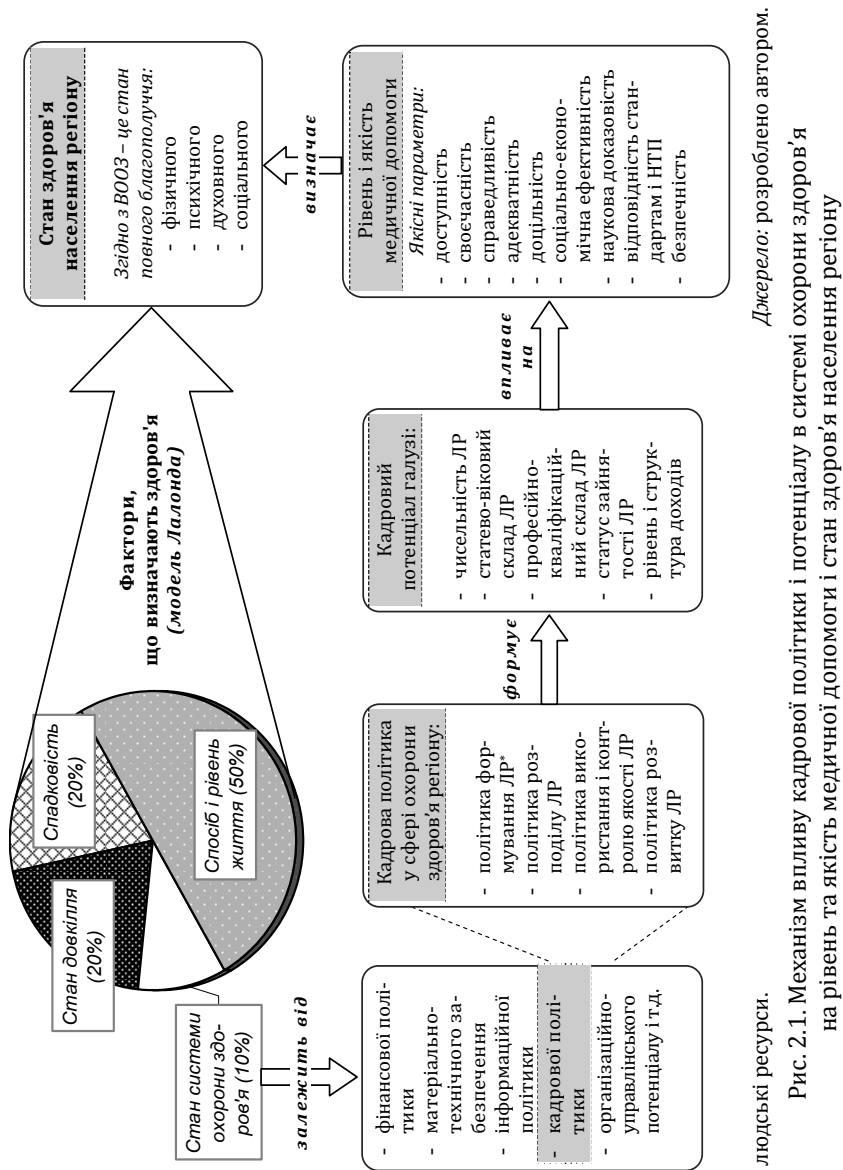 Спадковість
(20%)
Стан довкілля
(20%)
Спосіб і рівень
життя (50%)
Стан системи
охорони здо-
ров'я (10%)
Фактори,
що визначають здоров'я
(модель Лалонда)
Стан здоров'я
населення регіону
Згідно з ВООЗ – це стан
повного благополуччя:
- фізичного
- психічного
- духовного
- соціального
залежить від
- фінансової полі-
тики
- матеріально-
технічного за-
безпечення
- інформаційної
політики
- кадрової полі-
тики
- організаційно-
управлінського
потенціалу і т.д.
Кадрова політика
у сфері охорони
здоров'я регіону:
- політика фор-
мування ЛР*
- політика роз-
поділу ЛР
- політика вико-
ристання і конт-
ролю якості ЛР
- політика роз-
витку ЛР
формує
Кадровий
потенціал галузі:
- чисельність ЛР
- статево-віковий
склад ЛР
- професійно-
кваліфікацій-
ний склад ЛР
- статус зайня-
тості ЛР
- рівень і струк-
тура доходів
впливає
на
Рівень і якість
медичної допомоги
Якісні параметри:
- доступність
- своєчасність
- справедливість
- адекватність
- доцільність
- соціально-еконо-
мічна ефективність
- наукова доказовість
- відповідність стан-
дартам і НТП
- безпечність
визначає
людські ресурси.
Джерело: розроблено автором.
Рис. 2.1. Механізм впливу кадрової політики і потенціалу в системі охорони здоров'я
на рівень та якість медичної допомоги і стан здоров'я населення регіону